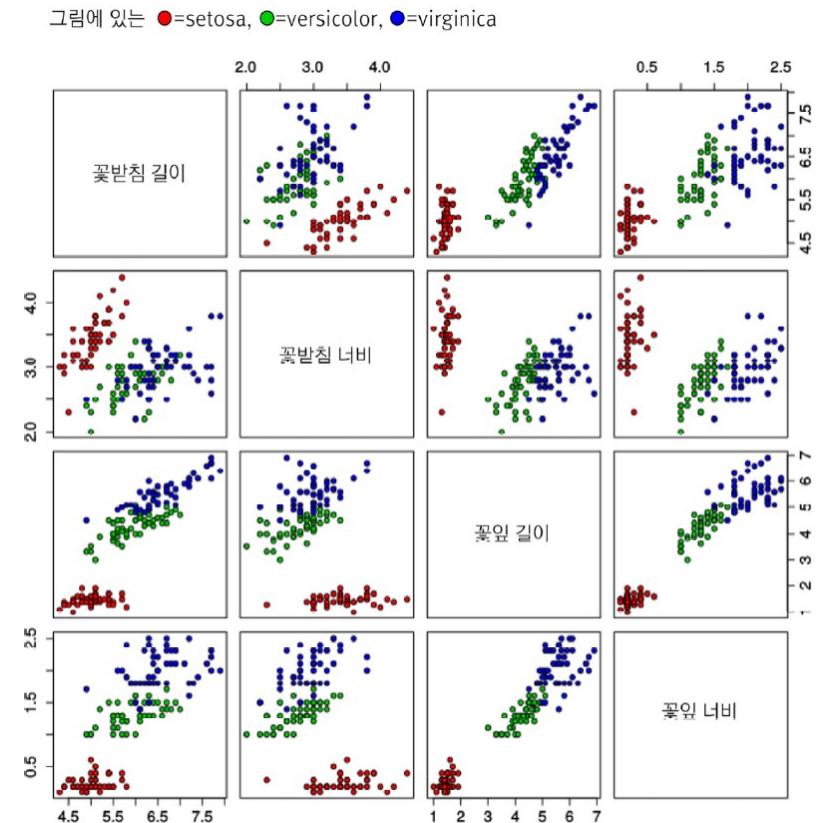 그림에 있는 ●=setosa, ●=versicolor, ●=virginica
2.0 3.0 4.0 0.5 1.5 2.5
꽃받침 길이
4.5 5.5 6.5 7.5
2.0 3.0 4.0
꽃받침 너비
꽃잎 길이
1 2 3 4 5 6 7
0.5 1.5 2.5
꽃잎 너비
4.5 5.5 6.5 7.5 1 2 3 4 5 6 7